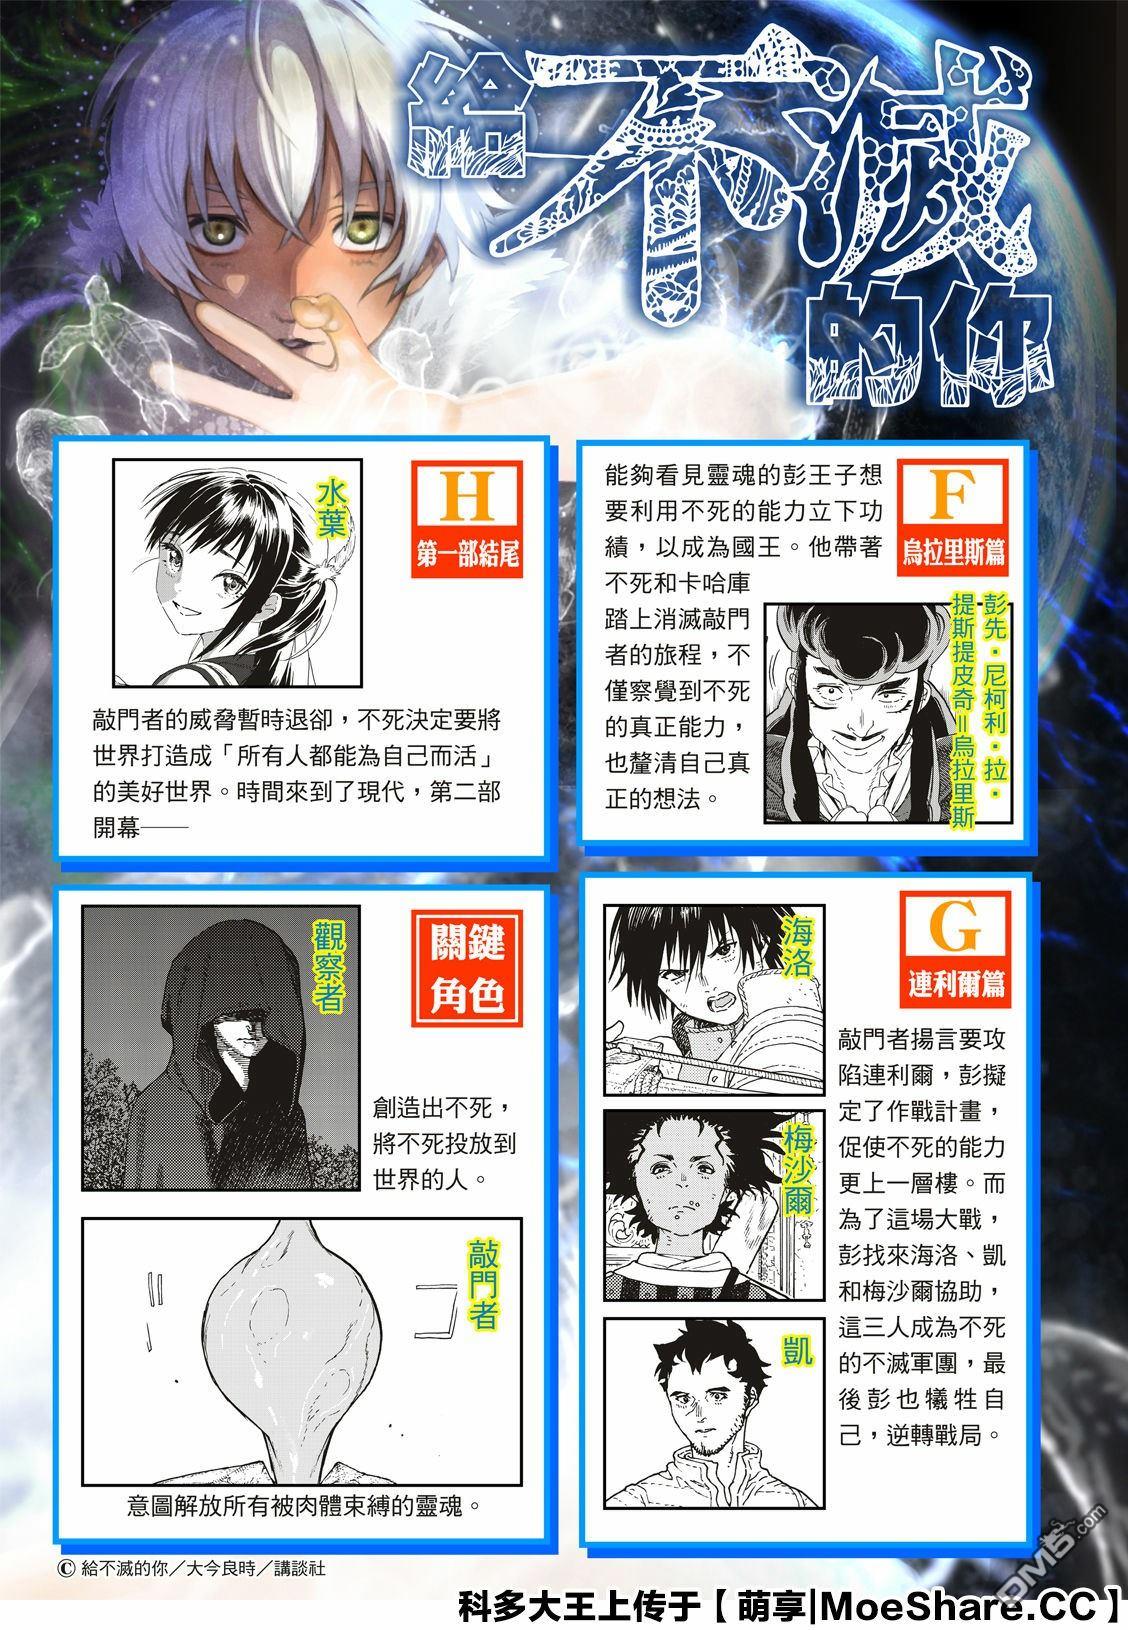 給不滅
的你
F
烏拉里斯篇
能夠看見靈魂的彭王子想
要利用不死的能力立下功
績，以成為國王。他帶著
不死和卡哈庫
踏上消滅敲門
者的旅程，不
僅察覺到不死
的真正能力，
也釐清自己真
正的想法。
彭先·尼柯利·拉·
提斯提皮奇＝烏拉里斯
G
連利爾篇
海洛
梅沙爾
凱
敲門者揚言要攻
陷連利爾，彭擬
定了作戰計畫，
促使不死的能力
更上一層樓。而
為了這場大戰，
彭找來海洛、凱
和梅沙爾協助，
這三人成為不死
的不滅軍團，最
後彭也犧牲自
己，逆轉戰局。
H
第一部結尾
水葉
敲門者的威脅暫時退卻，不死決定要將
世界打造成「所有人都能為自己而活」
的美好世界。時間來到了現代，第二部
開幕——
關鍵
角色
觀察者
創造出不死，
將不死投放到
世界的人。
敲門者
コ
意圖解放所有被肉體束縛的靈魂。
© 給不滅的你／大今良時／講談社
DM5.com
科多大王上传于【萌享|MoeShare.CC】